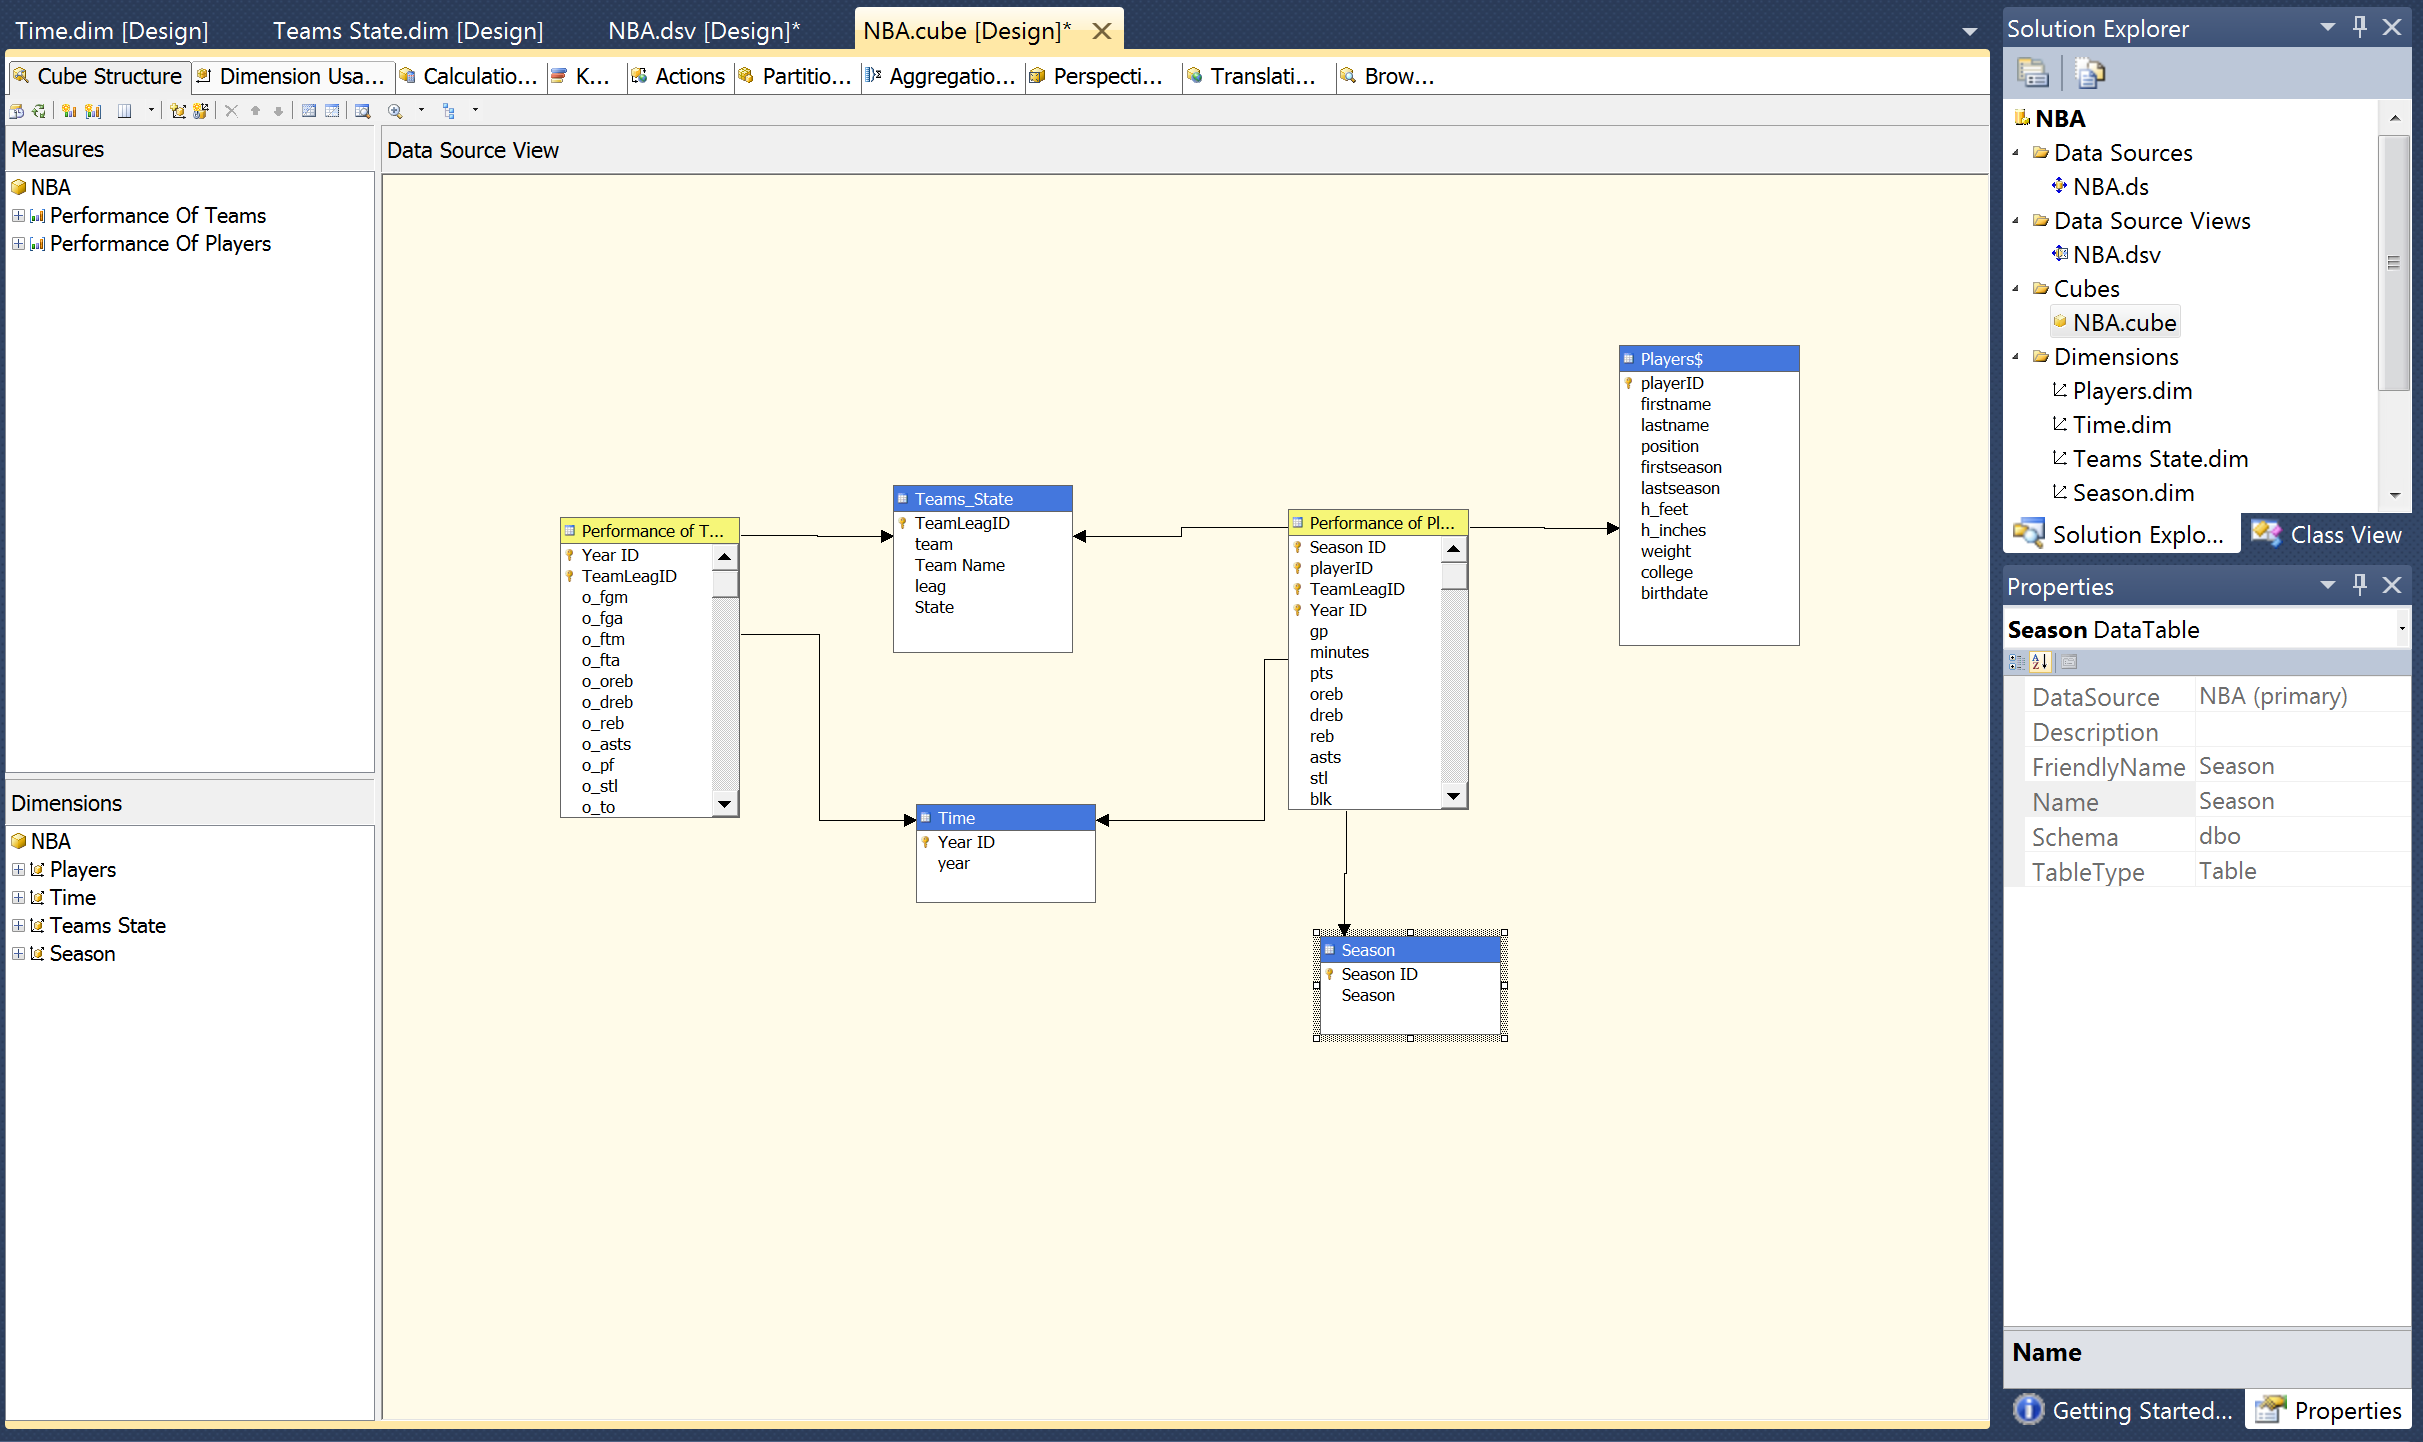 Time.dim [Design]
Teams State.dim [Design]
NBA.dsv [Design]*
NBA.cube [Design]*
Cube Structure
Dimension Usa...
Calculatio...
K...
Actions
Partitio...
Aggregatio...
Perspecti...
Translati...
Brow...
Measures
NBA
Performance Of Teams
Performance Of Players
Dimensions
NBA
Players
Time
Teams State
Season
Data Source View
Performance of T...
Year ID
TeamLeagID
o_fgm
o_fga
o_ftm
o_fta
o_oreb
o_dreb
o_reb
o_asts
o_pf
o_stl
o_to
Teams_State
TeamLeagID
team
Team Name
leag
State
Time
Year ID
year
Performance of Pl...
Season ID
playerID
TeamLeagID
Year ID
gp
minutes
pts
oreb
dreb
reb
asts
stl
blk
Season
Season ID
Season
Players$
playerID
firstname
lastname
position
firstseason
lastseason
h_feet
h_inches
weight
college
birthdate
Solution Explorer
NBA
Data Sources
NBA.ds
Data Source Views
NBA.dsv
Cubes
NBA.cube
Dimensions
Players.dim
Time.dim
Teams State.dim
Season.dim
Solution Explo...
Class View
Properties
Season DataTable
DataSource NBA (primary)
Description
FriendlyName Season
Name Season
Schema dbo
TableType Table
Name
Getting Started...
Properties